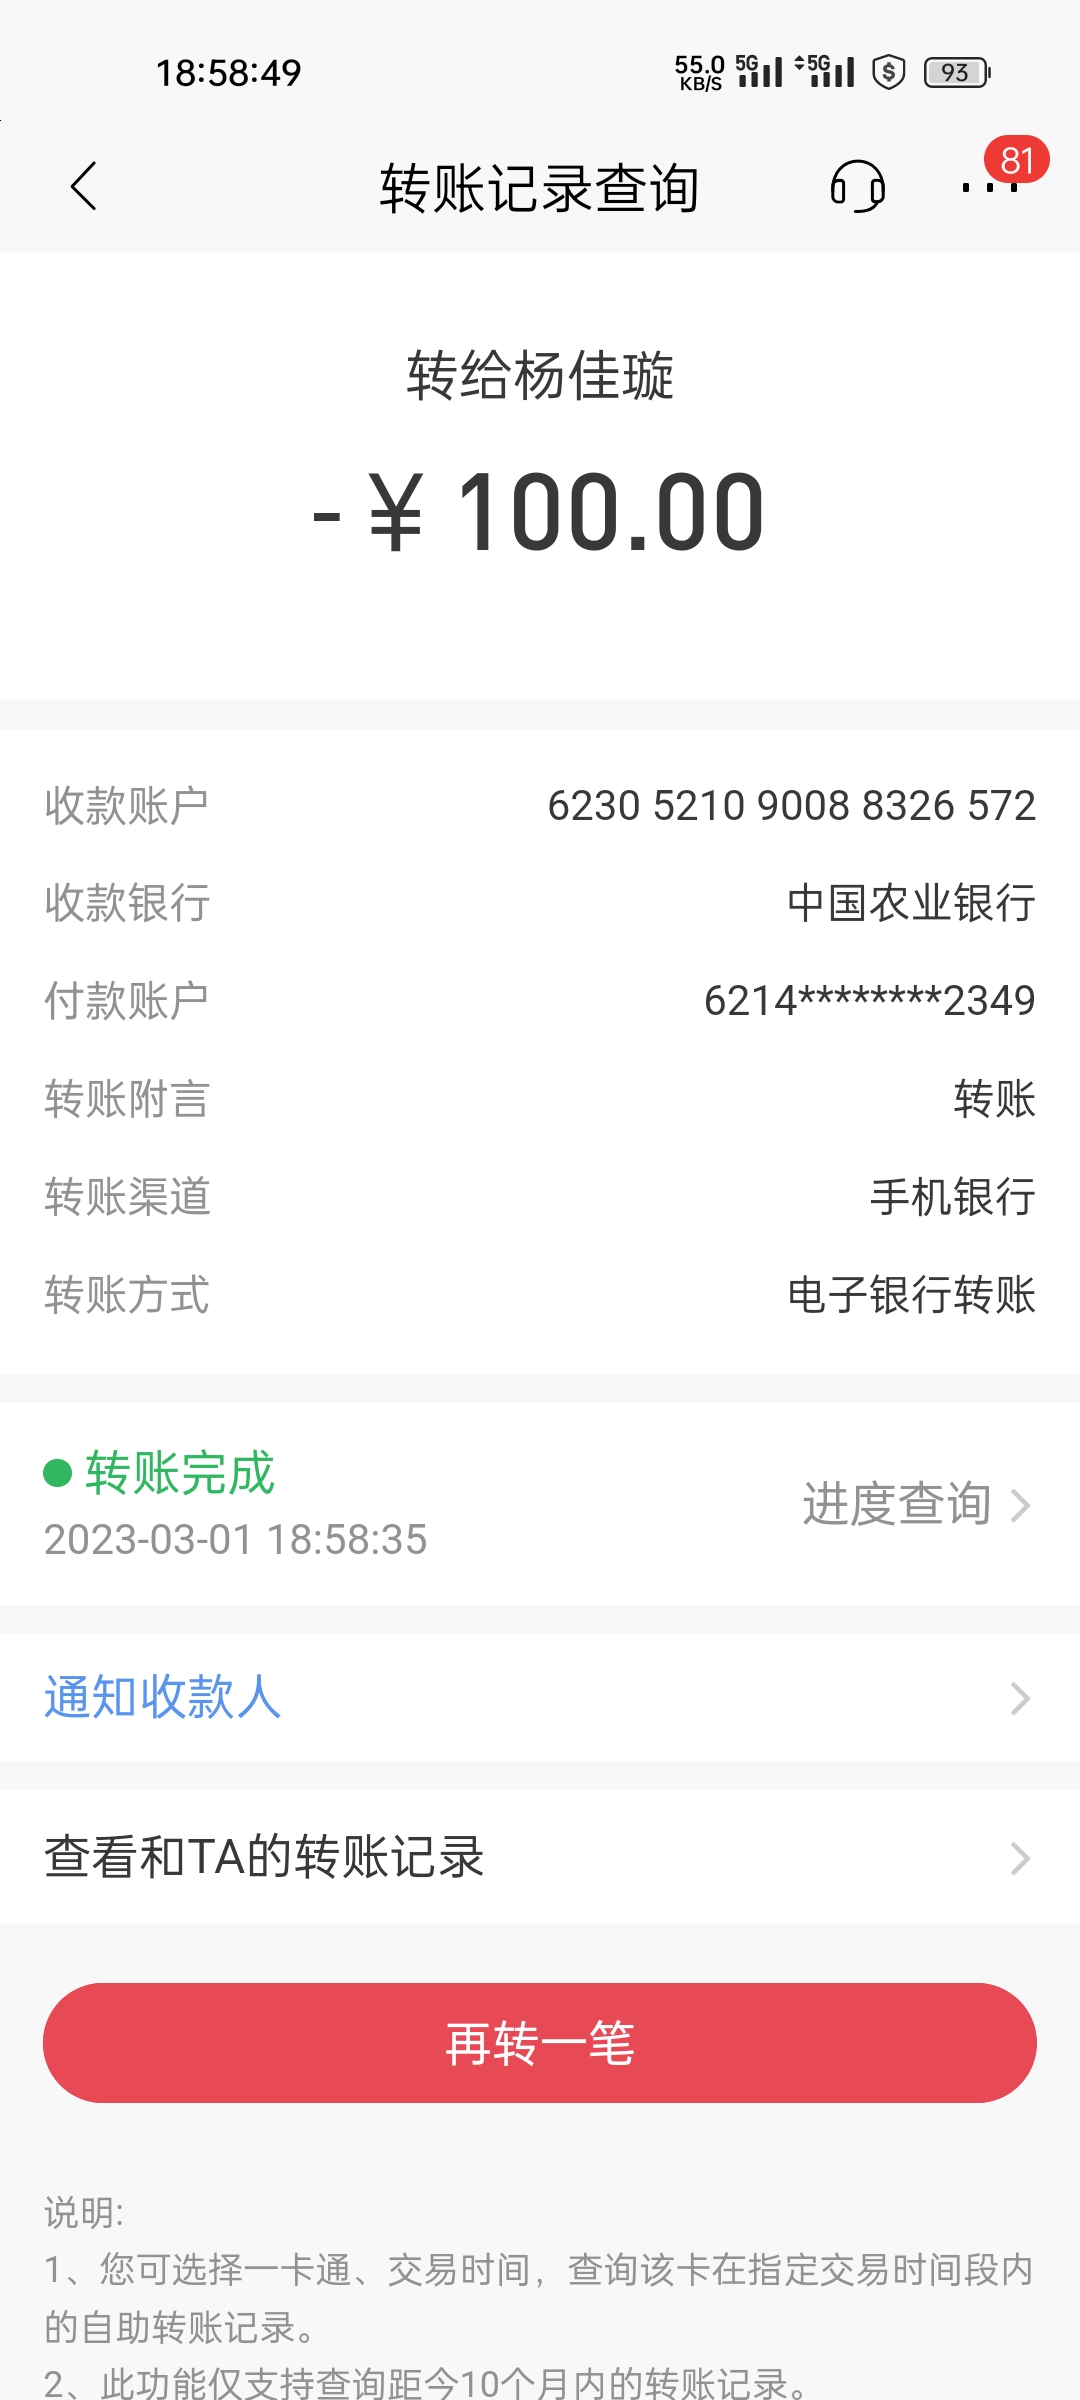 18:58:49
55.0 KB/S 5G 5G 93
转账记录查询
81
转给杨佳璇
-¥ 100.00
收款账户 6230 5210 9008 8326 572
收款银行 中国农业银行
付款账户 6214********2349
转账附言 转账
转账渠道 手机银行
转账方式 电子银行转账
转账完成
进度查询
2023-03-01 18:58:35
通知收款人
查看和TA的转账记录
再转一笔
说明:
1、您可选择一卡通、交易时间，查询该卡在指定交易时间段内
的自助转账记录。
2、此功能仅支持查询距今10个月内的转账记录。